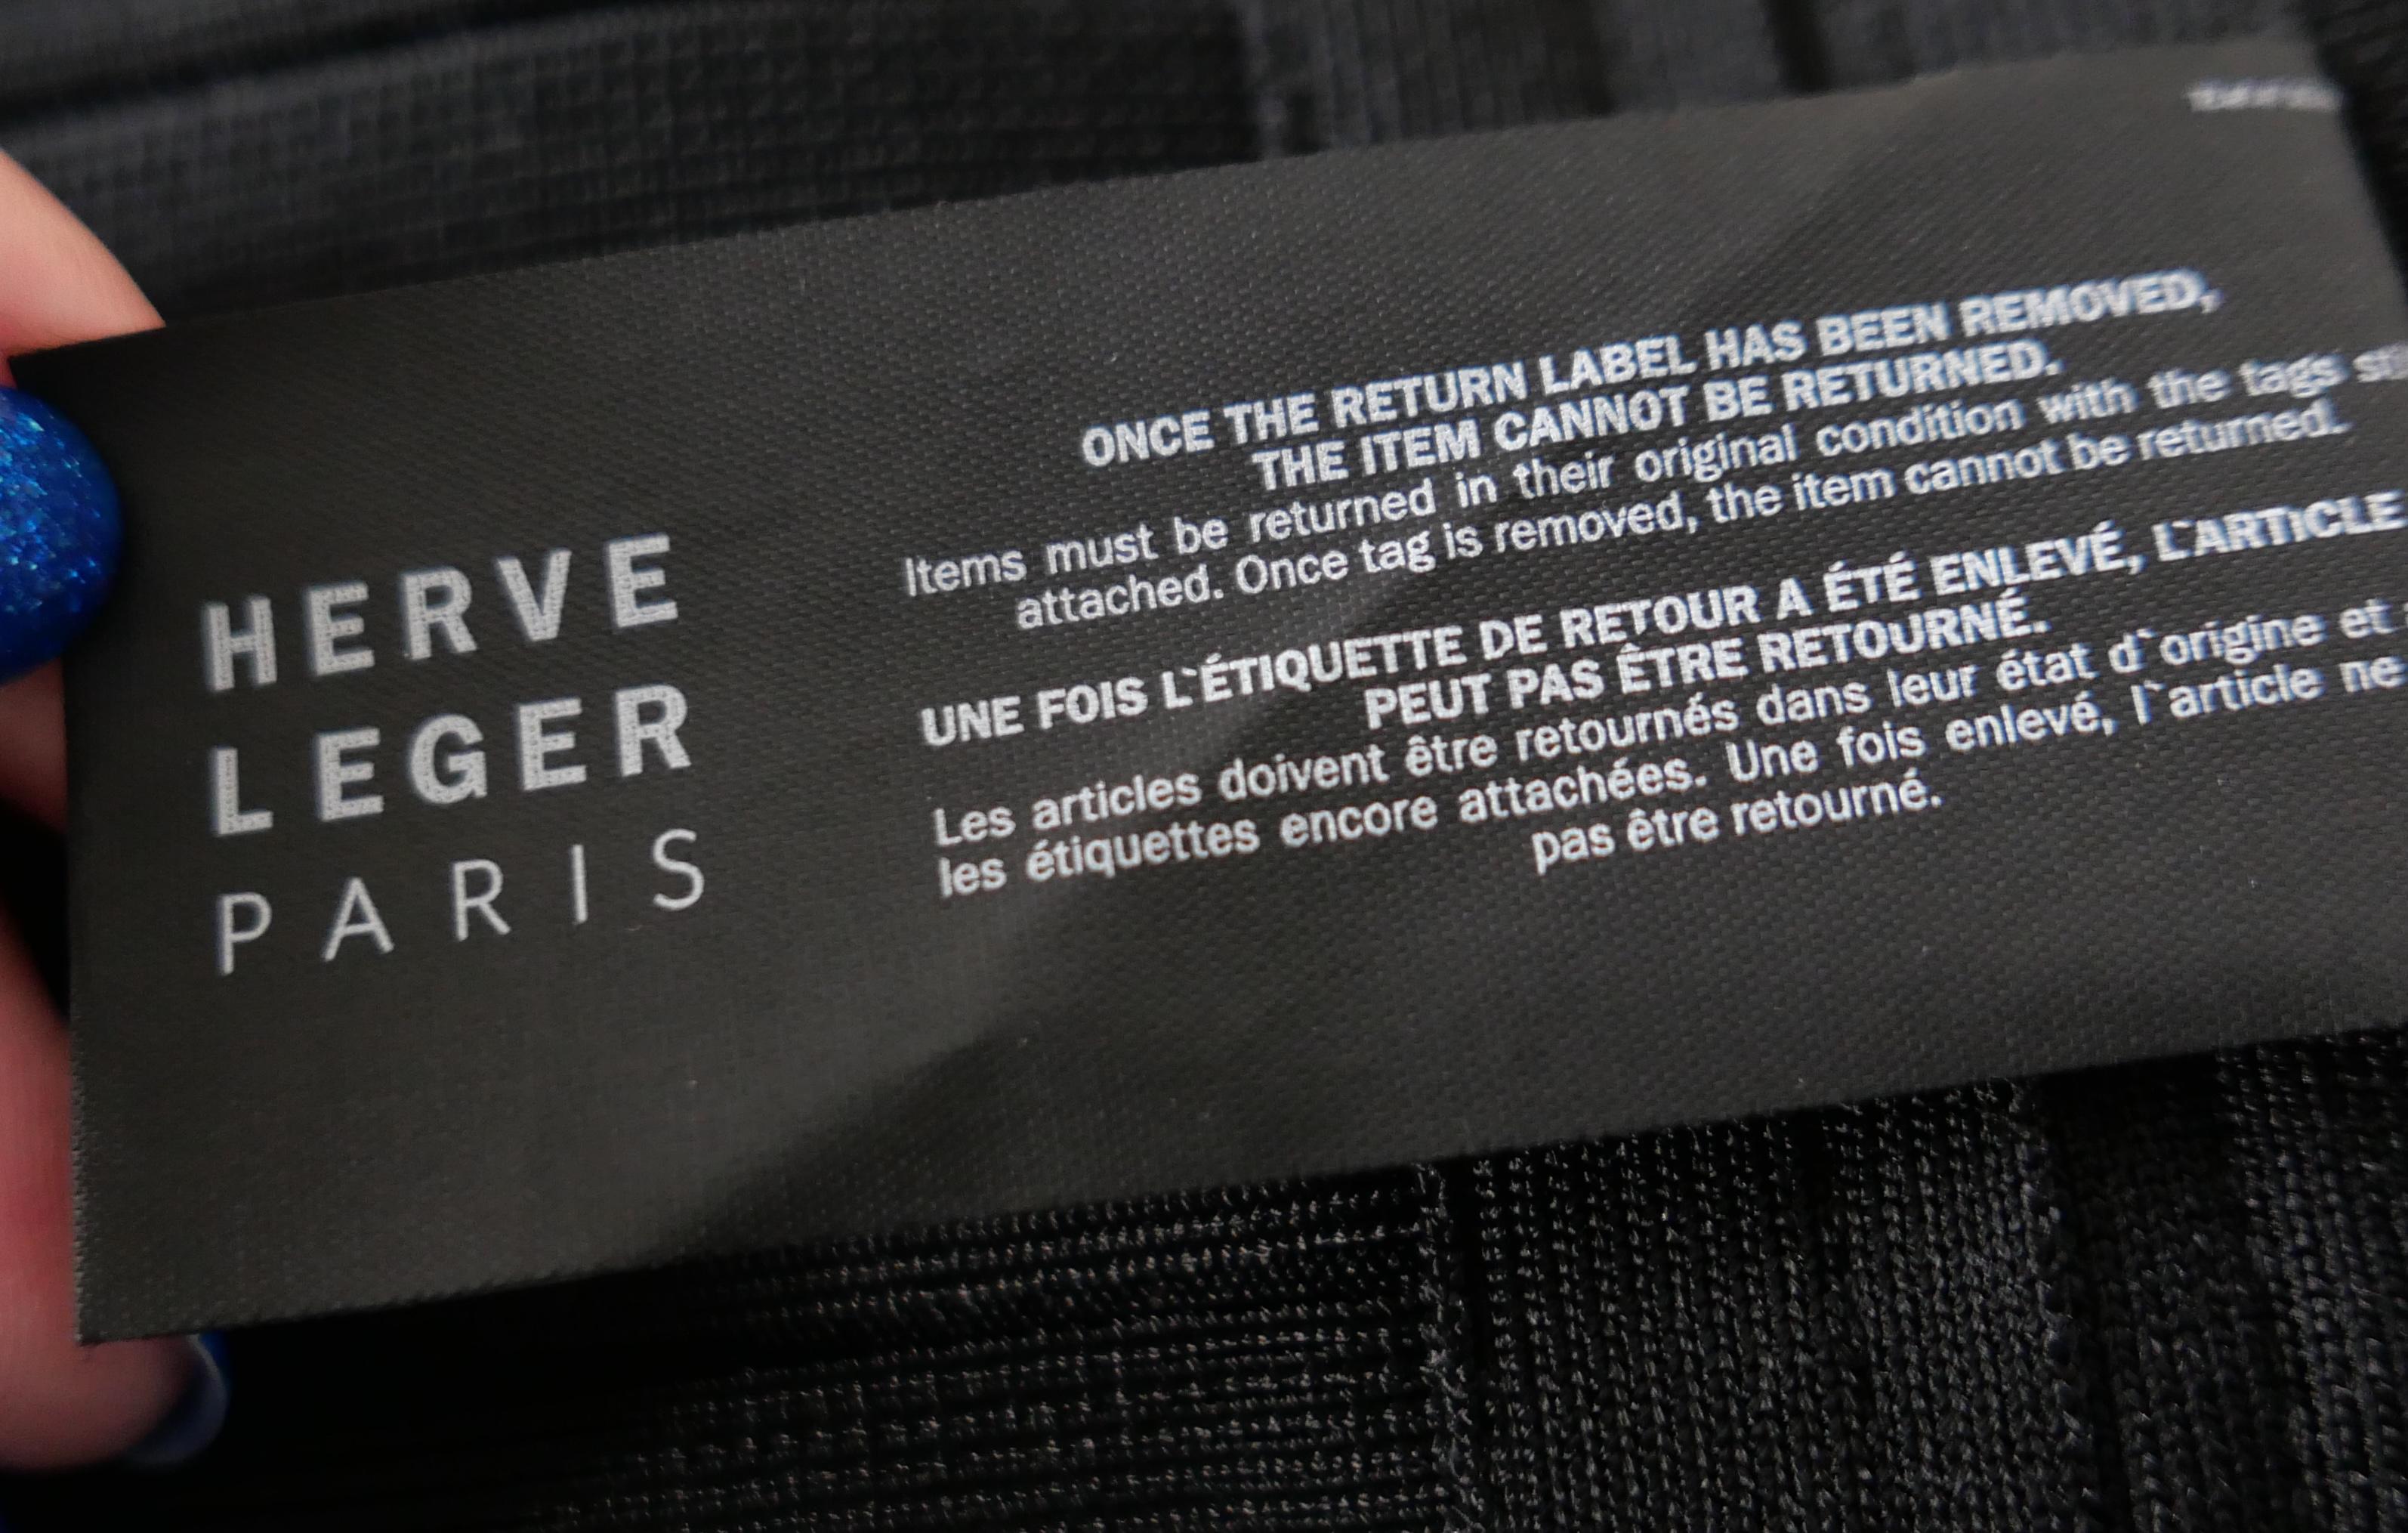 HERVE
LEGER
PARIS
ONCE THE RETURN LABEL HAS BEEN REMOVED,
THE ITEM CANNOT BE RETURNED.
Items must be returned in their original condition with the tags
attached. Once tag is removed, the item cannot be returned.
UNE FOIS L`ÉTIQUETTE DE RETOUR A ÉTÉ ENLEVÉ, L`ARTICLE
PEUT PAS ÊTRE RETOURNÉ.
Les articles doivent être retournés dans leur état d`origine et
les étiquettes encore attachées. Une fois enlevé, l`article ne
pas être retourné.